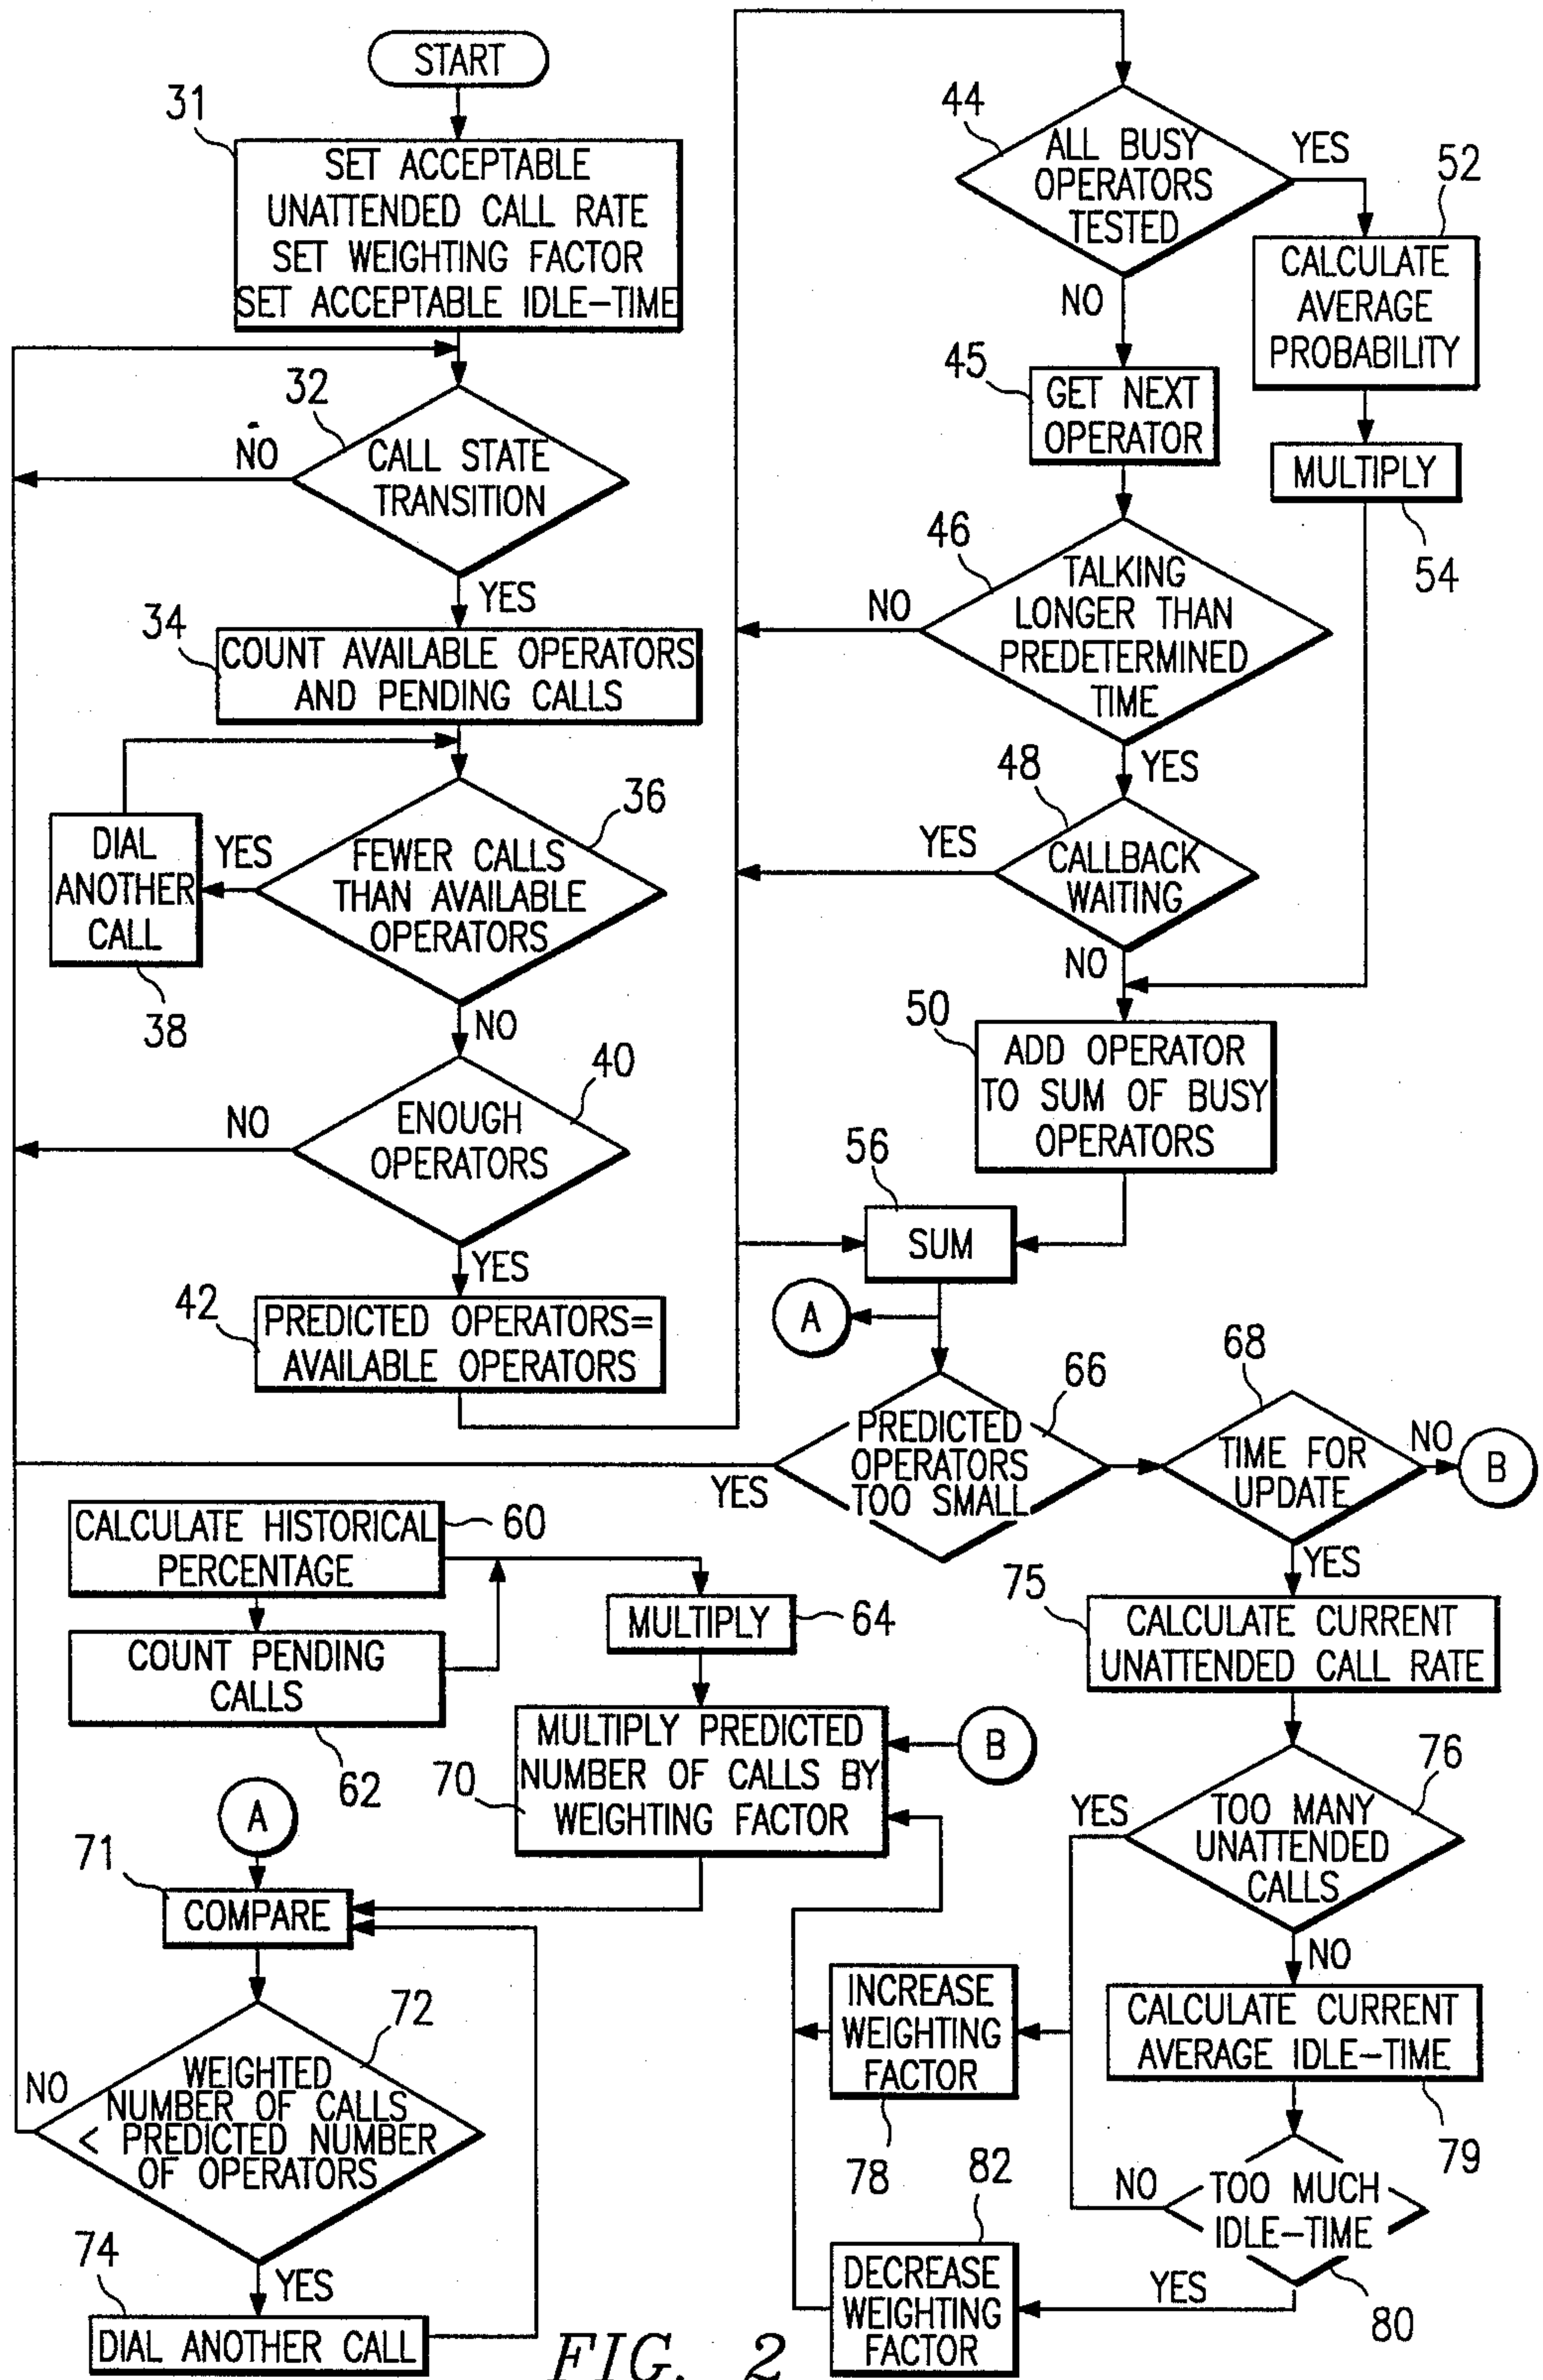 START
31
SET ACCEPTABLE
UNATTENDED CALL RATE
SET WEIGHTING FACTOR
SET ACCEPTABLE IDLE-TIME
32
NO
CALL STATE
TRANSITION
YES
34
COUNT AVAILABLE OPERATORS
AND PENDING CALLS
36
DIAL
ANOTHER
CALL
YES
FEWER CALLS
THAN AVAILABLE
OPERATORS
38
NO
40
NO
ENOUGH
OPERATORS
YES
42
PREDICTED OPERATORS=
AVAILABLE OPERATORS
44
ALL BUSY
OPERATORS
TESTED
YES
52
CALCULATE
AVERAGE
PROBABILITY
NO
45
GET NEXT
OPERATOR
MULTIPLY
54
46
NO
TALKING
LONGER THAN
PREDETERMINED
TIME
YES
48
YES
CALLBACK
WAITING
NO
50
ADD OPERATOR
TO SUM OF BUSY
OPERATORS
56
SUM
A
66
PREDICTED
OPERATORS
TOO SMALL
YES
68
TIME FOR
UPDATE
NO
B
YES
CALCULATE HISTORICAL
PERCENTAGE
60
COUNT PENDING
CALLS
62
MULTIPLY
64
70
MULTIPLY PREDICTED
NUMBER OF CALLS BY
WEIGHTING FACTOR
B
75
CALCULATE CURRENT
UNATTENDED CALL RATE
76
YES
TOO MANY
UNATTENDED
CALLS
NO
A
71
COMPARE
72
NO
WEIGHTED
NUMBER OF CALLS
< PREDICTED NUMBER
OF OPERATORS
YES
74
DIAL ANOTHER CALL
INCREASE
WEIGHTING
FACTOR
78
CALCULATE CURRENT
AVERAGE IDLE-TIME
79
NO
TOO MUCH
IDLE-TIME
80
YES
82
DECREASE
WEIGHTING
FACTOR
FIG. 2